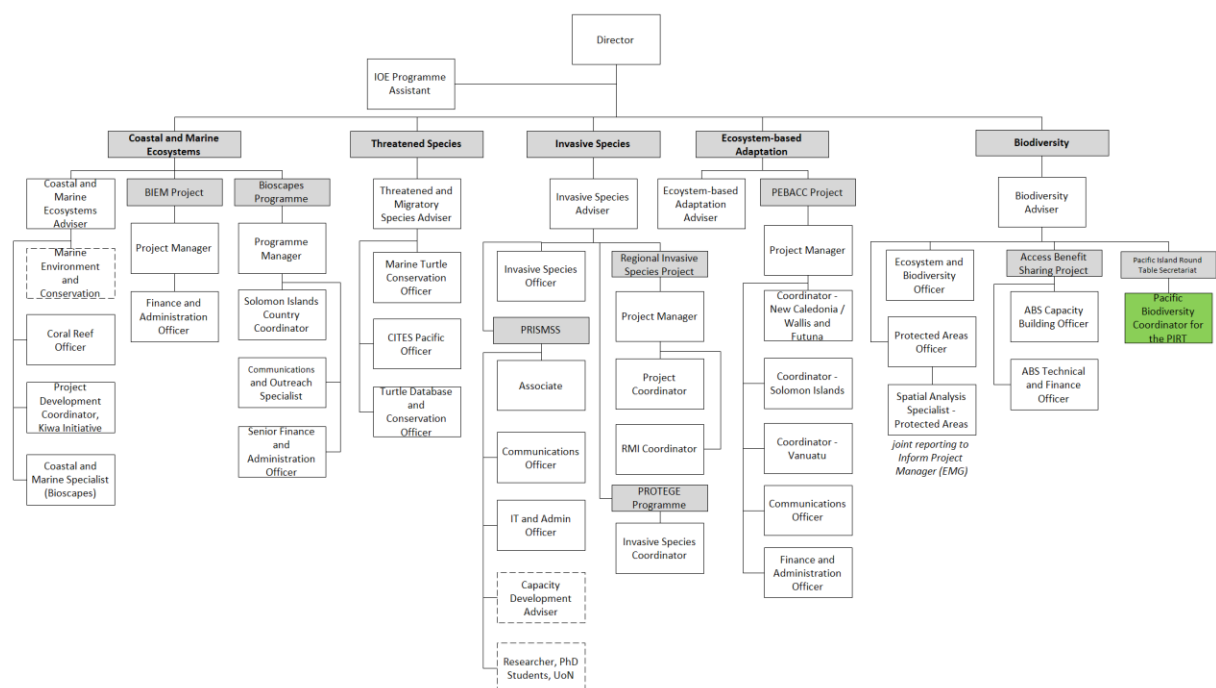 Director
IOE Programme
Assistant
Coastal and Marine
Ecosystems
Threatened Species
Invasive Species
Ecosystem-based
Adaptation
Biodiversity
Coastal and
Marine
Ecosystems
Adviser
BIEM Project
Bioscapes
Programme
Threatened and
Migratory
Species Adviser
Invasive Species
Adviser
Ecoystem-based
Adaptation
Adviser
PEBACC Project
Biodiversity
Adviser
Marine
Environment
and
Conservation
Project Manager
Programme
Manager
Marine Turtle
Conservation
Officer
Invasive Species
Officer
Regional Invasive
Species Project
Project
Manager
Ecosystem and
Biodiversity
Officer
Access Benefit
Sharing Project
Pacific Island Round
Table Secretariat
Coral Reef
Officer
Finance and
Administration
Officer
Solomon Islands
Country
Coordinator
CITES Pacific
Officer
PRISMSS
Project
Manager
Coordinator -
New Caledonia /
Wallis and
Futuna
Protected Areas
Officer
ABS Capacity
Building Officer
Pacific
Biodiversity
Coordinator for
the PIRT
Project
Development
Coordinator,
Kiwa Initiative
Communications
and Outreach
Specialist
Turtle Database
and
Conservation
Officer
Associate
Project
Coordinator
Coordinator -
Solomon Islands
Spatial Analysis
Specialist -
Protected Areas
ABS Technical
and Finance
Officer
joint reporting to
Inform Project
Manager (EMG)
Coastal and
Marine Specialist
(Bioscapes)
Senior Finance
and
Administration
Officer
Communications
Officer
RMI Coordinator
Coordinator -
Vanuatu
IT and Admin
Officer
PROTEGE
Programme
Communications
Officer
Invasive Species
Coordinator
Finance and
Administration
Officer
Capacity
Development
Adviser
Researcher, PhD
Students, UoN